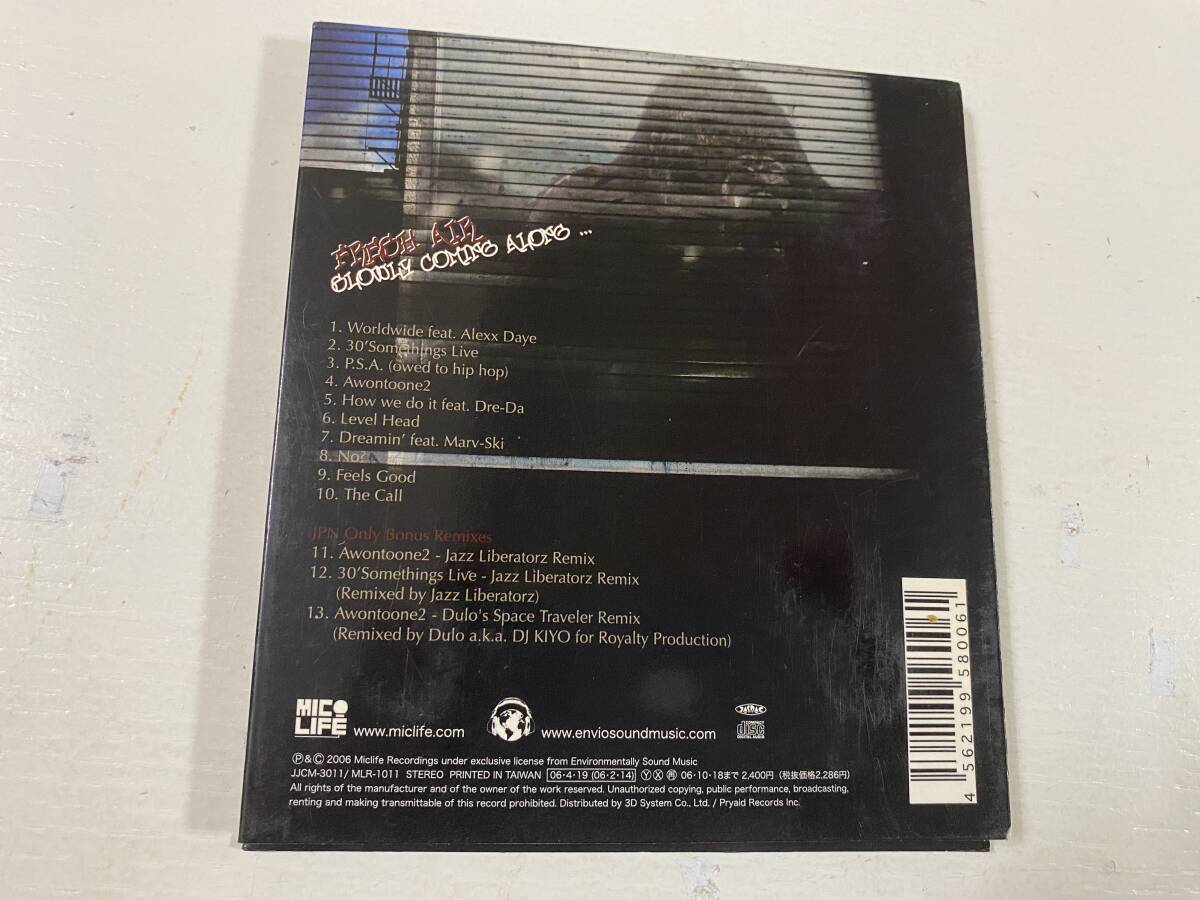 FRESH AIR
SLOWLY COMING ALONG ...
1. Worldwide feat. Alexx Daye
2. 30'Somethings Live
3. P.S.A. (owed to hip hop)
4. Awontoone2
5. How we do it feat. Dre-Da
6. Level Head
7. Dreamin' feat. Marv-Ski
8. No?
9. Feels Good
10. The Call
JPN Only Bonus Remixes
11. Awontoone2 - Jazz Liberatorz Remix
12. 30'Somethings Live - Jazz Liberatorz Remix
(Remixed by Jazz Liberatorz)
13. Awontoone2 - Dulo's Space Traveler Remix
(Remixed by Dulo a.k.a. DJ KIYO for Royalty Production)
MIC
LIFE
www.miclife.com
www.enviosoundmusic.com
COMPACT
disc
DIGITAL AUDIO
Ⓟ&Ⓒ 2006 Miclife Recordings under exclusive license from Environmentally Sound Music
JJCM-3011/ MLR-1011 STEREO PRINTED IN TAIWAN 06・4・19 (06・2・14) Ⓨ Ⓧ 06・10・18まで 2,400円 (税抜価格2,286円)
All rights of the manufacturer and of the owner of the work reserved. Unauthorized copying, public performance, broadcasting,
renting and making transmittable of this record prohibited. Distributed by 3D System Co., Ltd. / Pryaid Records Inc.
4 562199 580061